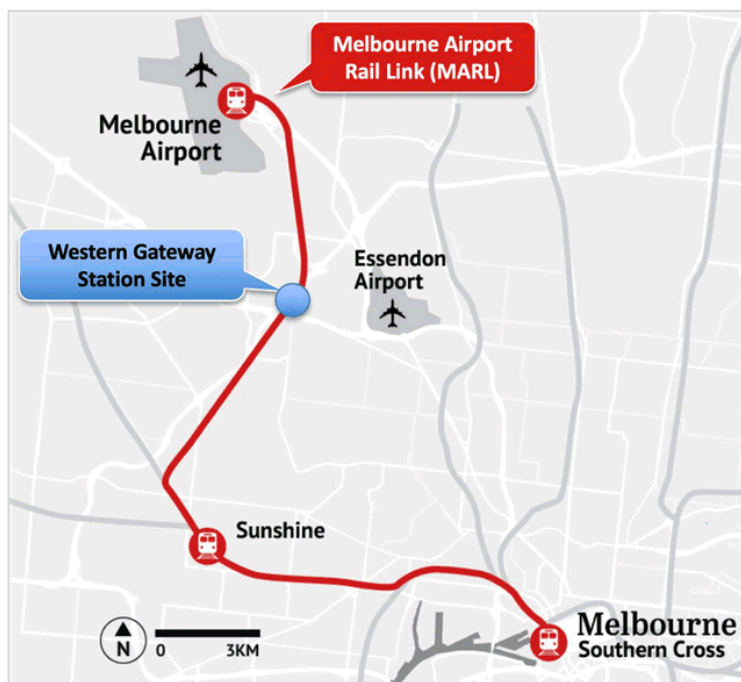 Melbourne Airport
Rail Link (MARL)
Melbourne
Airport
Western Gateway
Station Site
Essendon
Airport
Sunshine
Melbourne
Southern Cross
N
0 3KM